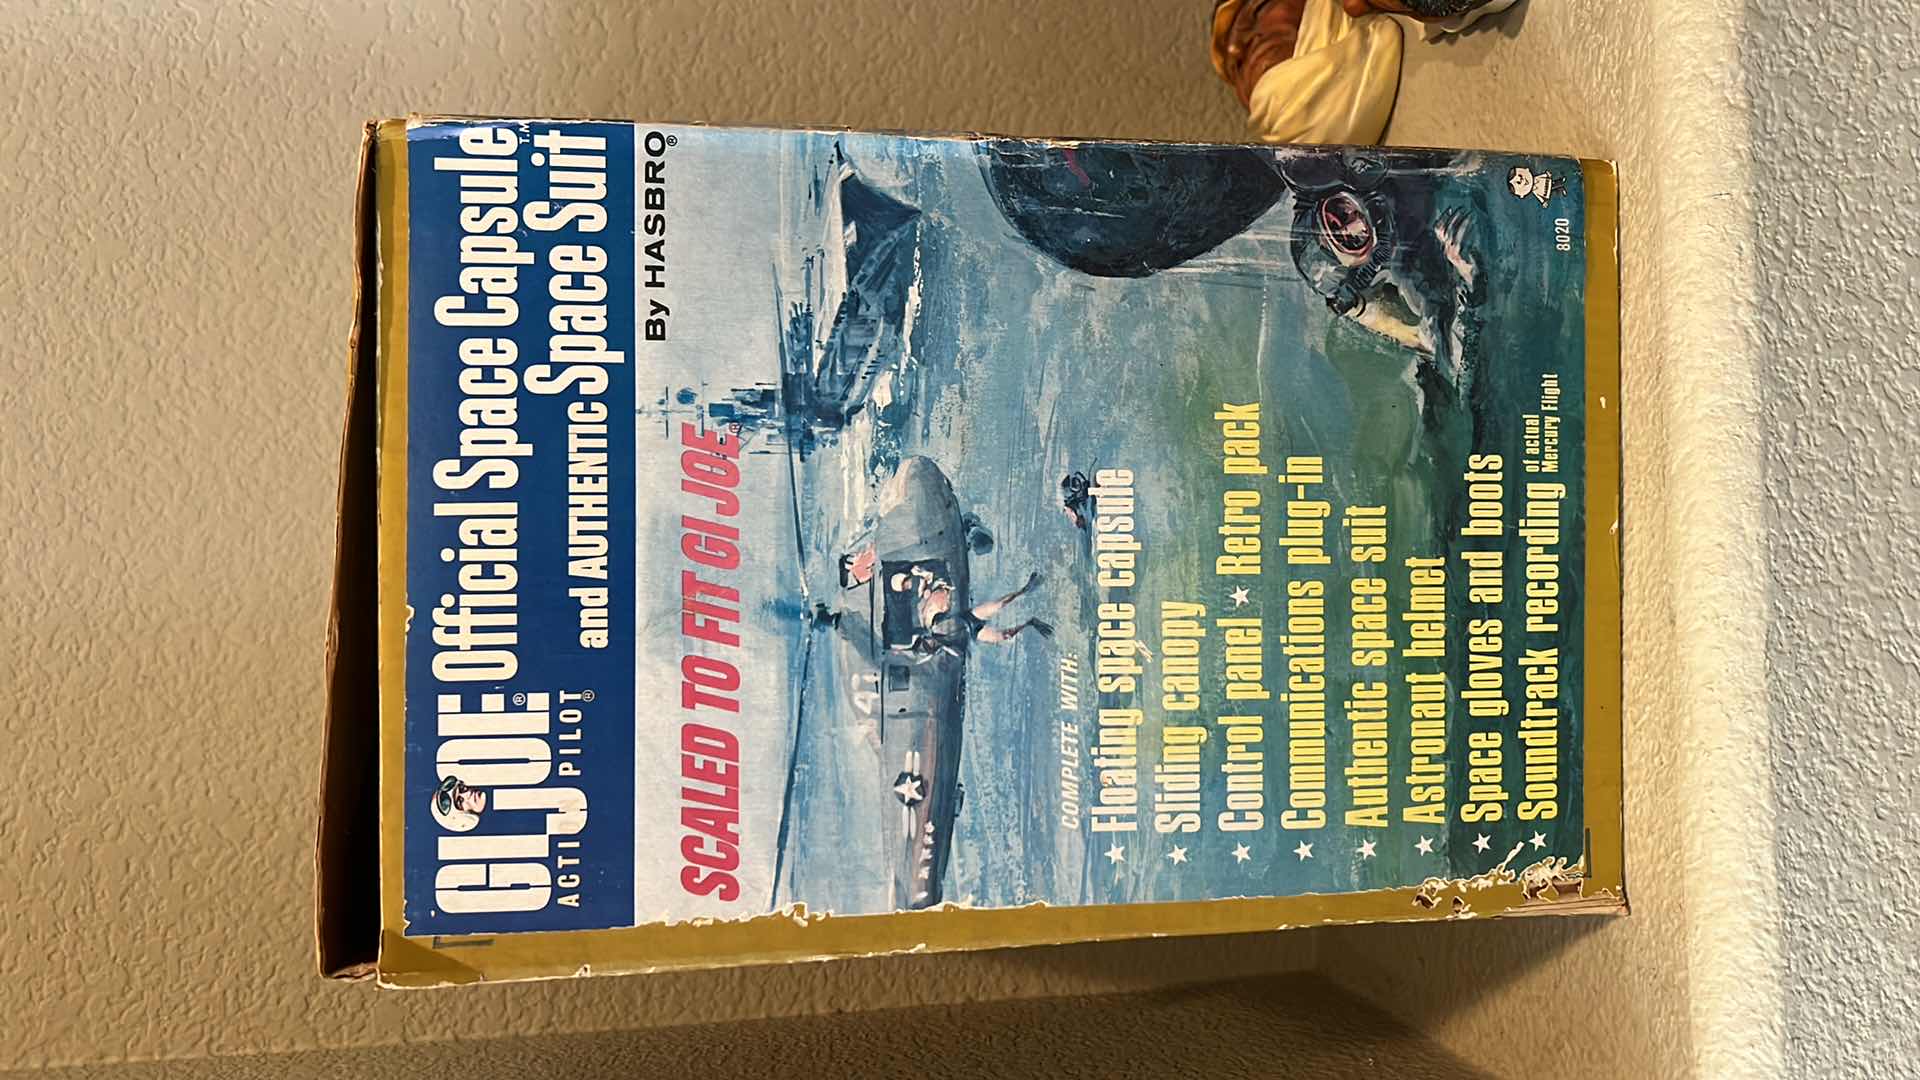 GI JOE® Official Space Capsule T.M.
ACTION PILOT®
and AUTHENTIC Space Suit
By HASBRO®
SCALED TO FIT GI JOE®
41
COMPLETE WITH:
★ Floating space capsule
★ Sliding canopy
★ Control panel ★ Retro pack
★ Communications plug-in
★ Authentic space suit
★ Astronaut helmet
★ Space gloves and boots
★ Soundtrack recording of actual Mercury Flight
8020